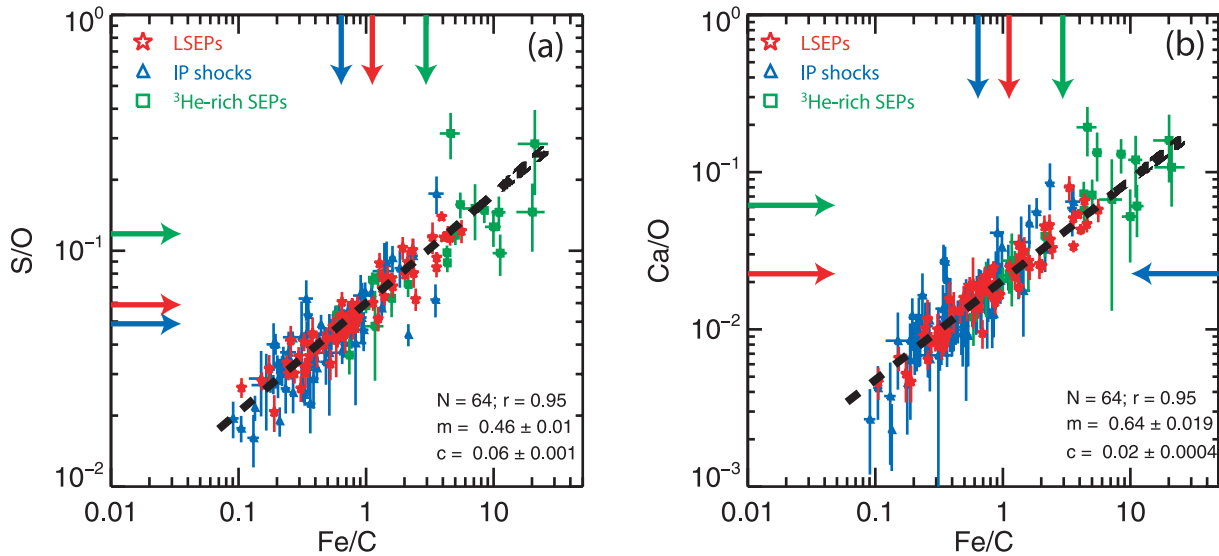 10⁰
(a)
LSEPs
IP shocks
³He-rich SEPs
S/O
10⁻¹
N = 64; r = 0.95
m = 0.46 ± 0.01
c = 0.06 ± 0.001
10⁻²
0.01 0.1 1 10
Fe/C
10⁰
(b)
LSEPs
IP shocks
³He-rich SEPs
10⁻¹
Ca/O
10⁻²
N = 64; r = 0.95
m = 0.64 ± 0.019
c = 0.02 ± 0.0004
10⁻³
0.01 0.1 1 10
Fe/C